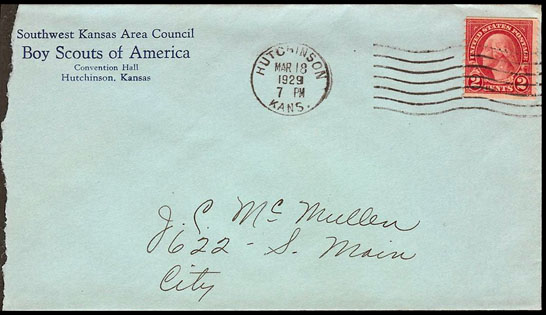 Southwest Kansas Area Council
Boy Scouts of America
Convention Hall
Hutchinson, Kansas
HUTCHINSON
MAR 18
1929
7 PM
KANS.
UNITED STATES POSTAGE
2 CENTS 2
J. C. McMullen
622 - S. Main
City